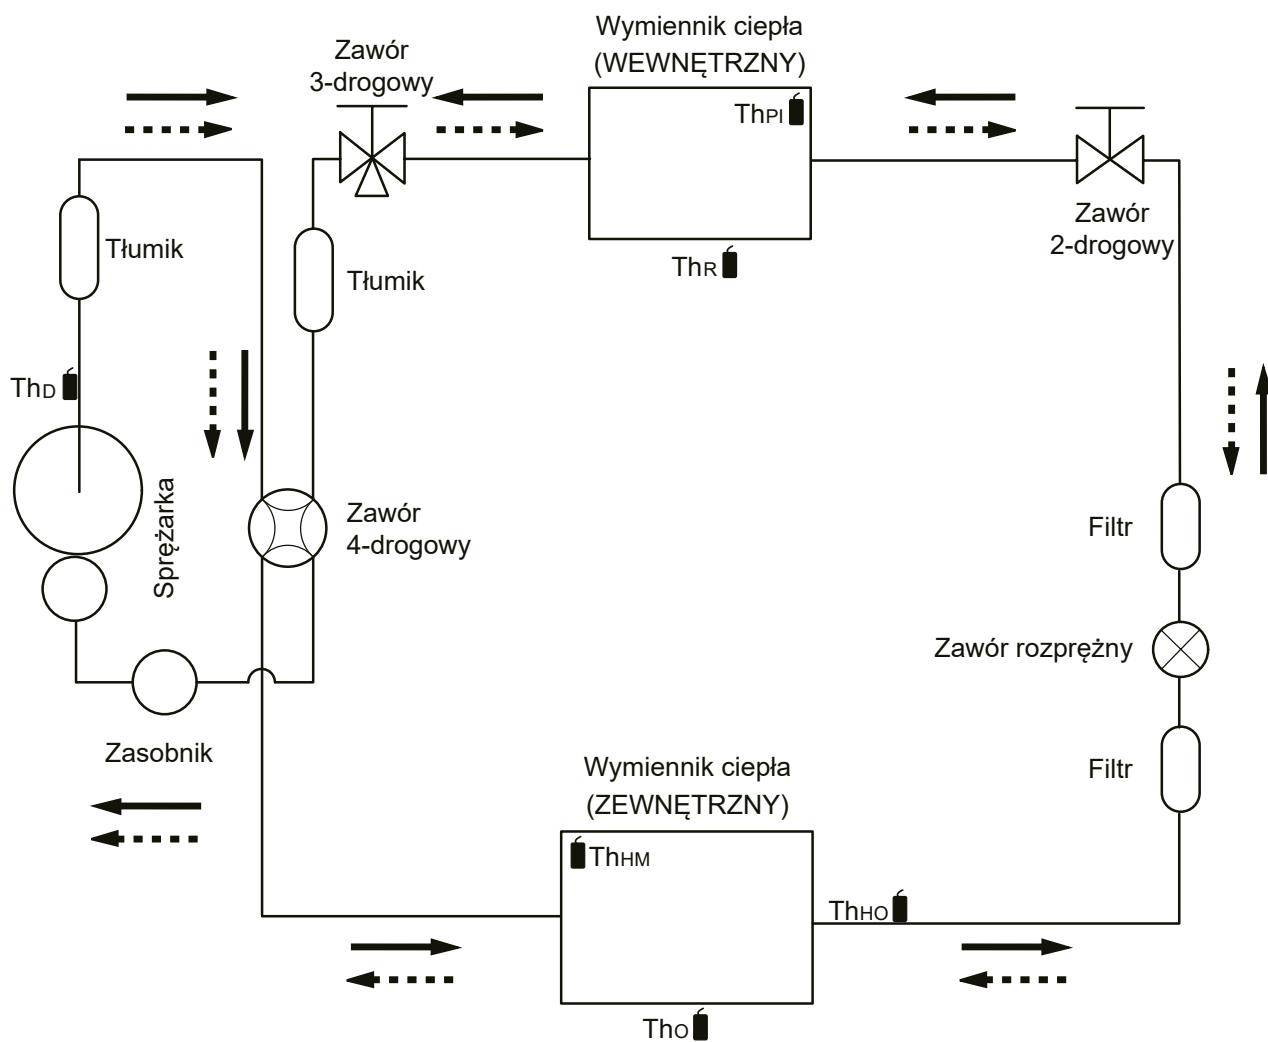 Wymiennik ciepła
(WEWNĘTRZNY)
Zawór
3-drogowy
ThPI
Zawór
2-drogowy
Tłumik
ThR
Tłumik
ThD
Sprężarka
Zawór
4-drogowy
Filtr
Zawór rozprężny
Zasobnik
Filtr
Wymiennik ciepła
(ZEWNĘTRZNY)
ThHM
ThHO
ThO